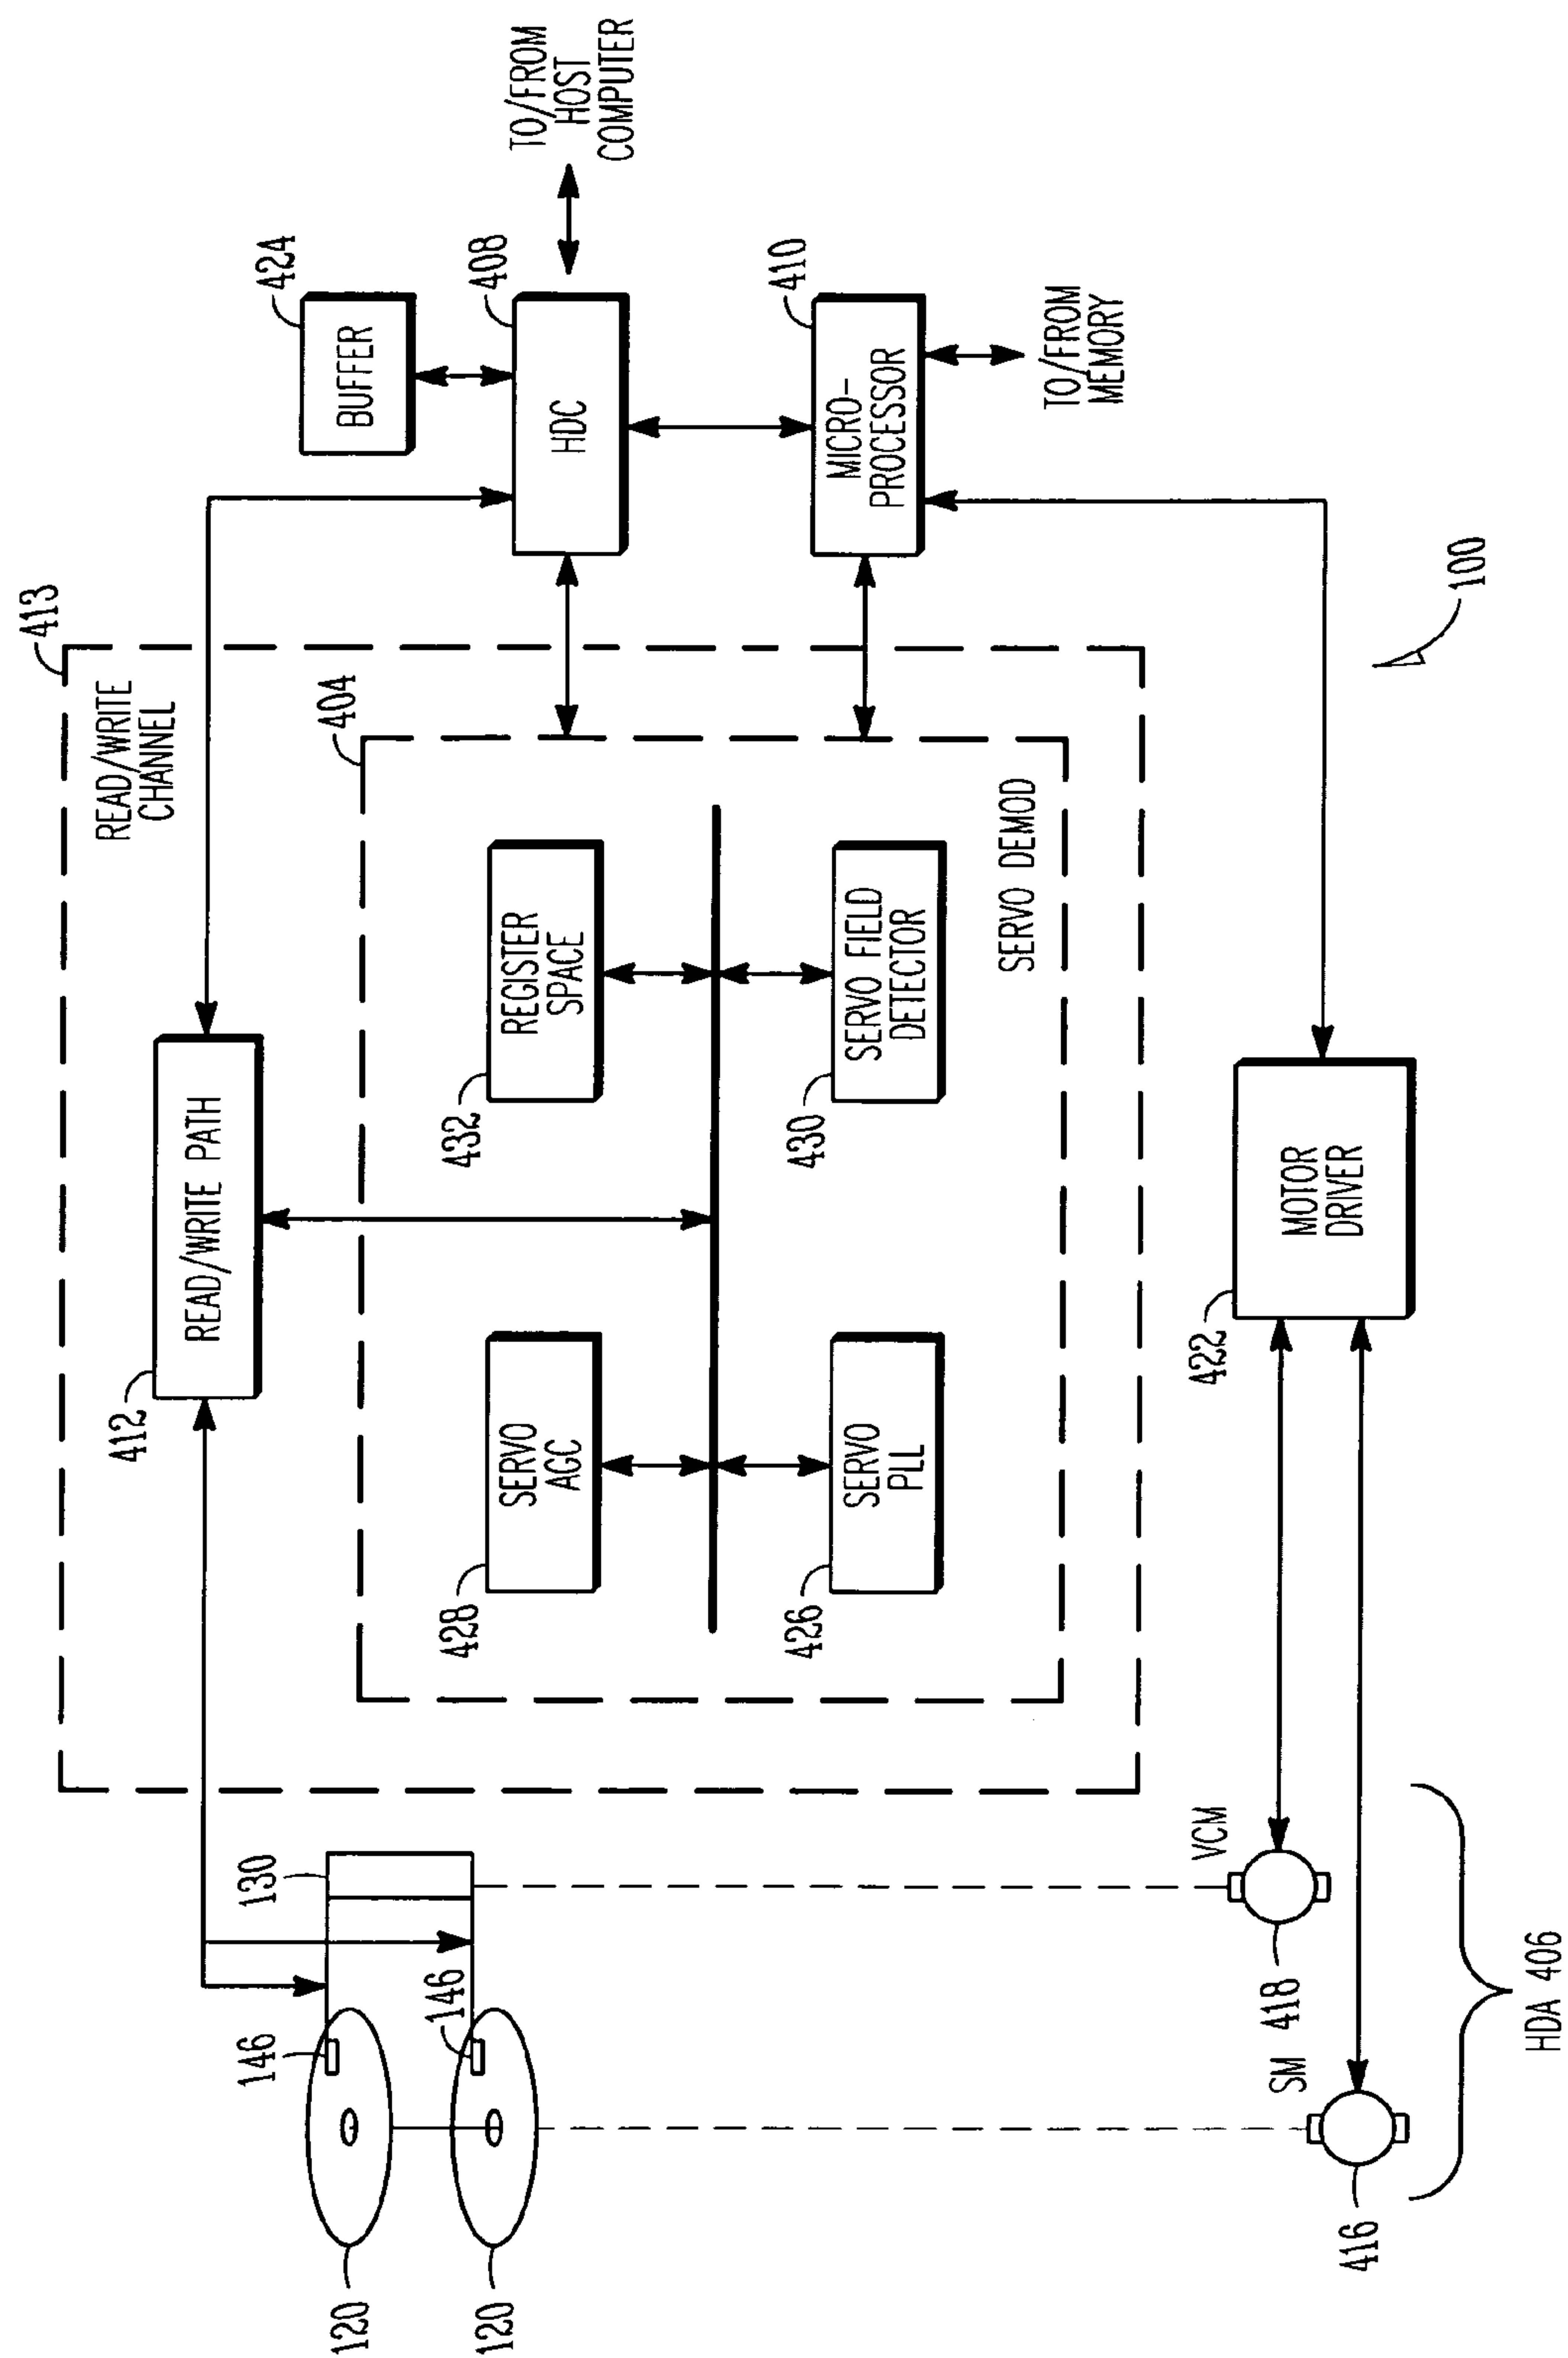 413
READ/WRITE
CHANNEL
424
BUFFER
412
READ/WRITE PATH
408
HDC
TO/FROM
HOST
COMPUTER
404
130
146
146
120
120
428
SERVO
AGC
432
REGISTER
SPACE
426
SERVO
PLL
430
SERVO FIELD
DETECTOR
SERVO DEMOD
410
MICRO-
PROCESSOR
TO/FROM
MEMORY
VCM
418
SM
416
422
MOTOR
DRIVER
100
HDA 406